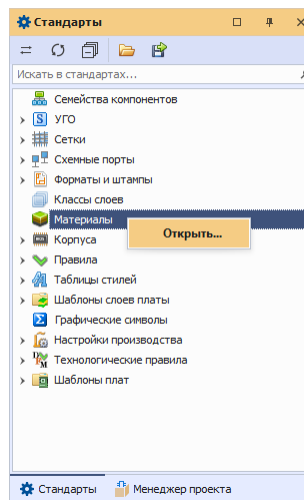 Стандарты
Искать в стандартах...
Семейства компонентов
УГО
Сетки
Схемные порты
Форматы и штампы
Классы слоев
Материалы
Открыть...
Корпуса
Правила
Таблицы стилей
Шаблоны слоев платы
Графические символы
Настройки производства
Технологические правила
Шаблоны плат
Стандарты Менеджер проекта